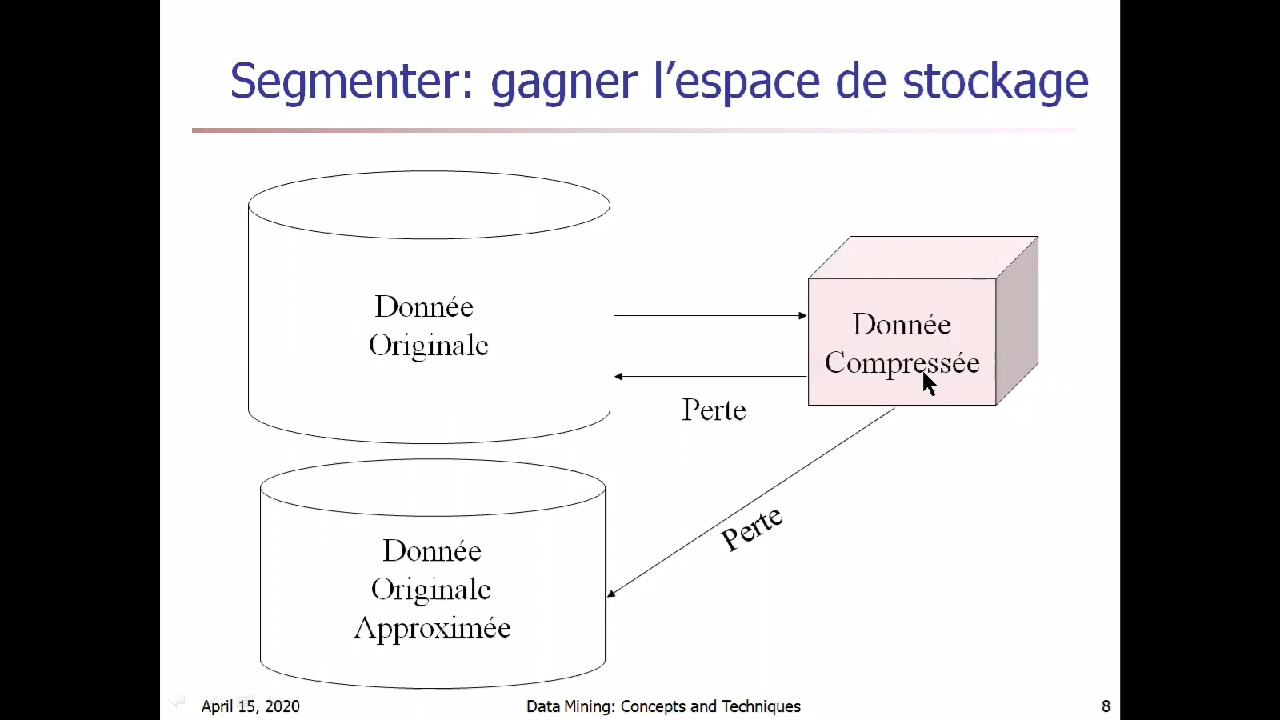 Segmenter: gagner l’espace de stockage
Donnée
Originale
Donnée
Compressée
Perte
Perte
Donnée
Originale
Approximée
April 15, 2020
Data Mining: Concepts and Techniques
8